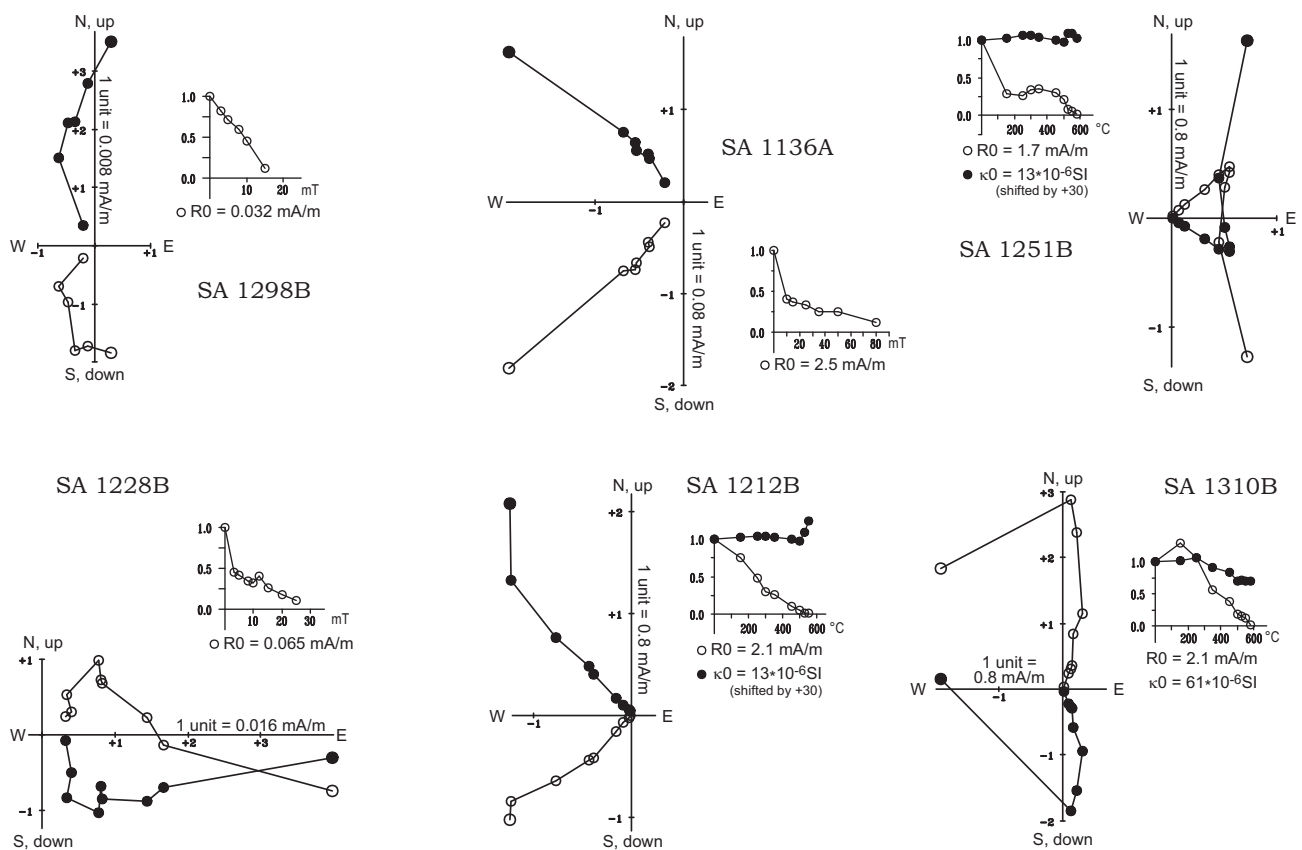 N, up
+3
+2
+1
1 unit = 0.008 mA/m
W
-1
+1
E
-1
S, down
1.0
0.5
0.0
10
20
mT
R0 = 0.032 mA/m
SA 1298B
N, up
+1
SA 1136A
W
-1
E
1 unit = 0.08 mA/m
-1
-2
S, down
1.0
0.5
0.0
20
40
60
80
mT
R0 = 2.5 mA/m
1.0
0.5
0.0
200
400
600
°C
R0 = 1.7 mA/m
κ0 = 13*10-6SI
(shifted by +30)
SA 1251B
N, up
+1
1 unit = 0.8 mA/m
W
E
+1
-1
S, down
SA 1228B
1.0
0.5
0.0
10
20
30
mT
R0 = 0.065 mA/m
N, up
+1
1 unit = 0.016 mA/m
W
E
+1
+2
+3
-1
S, down
N, up
+2
+1
1 unit = 0.8 mA/m
W
-1
E
-1
S, down
SA 1212B
1.0
0.5
0.0
200
400
600
°C
R0 = 2.1 mA/m
κ0 = 13*10-6SI
(shifted by +30)
N, up
+3
+2
+1
1 unit =
0.8 mA/m
W
-1
E
-1
-2
S, down
SA 1310B
1.0
0.5
0.0
200
400
600
°C
R0 = 2.1 mA/m
κ0 = 61*10-6SI